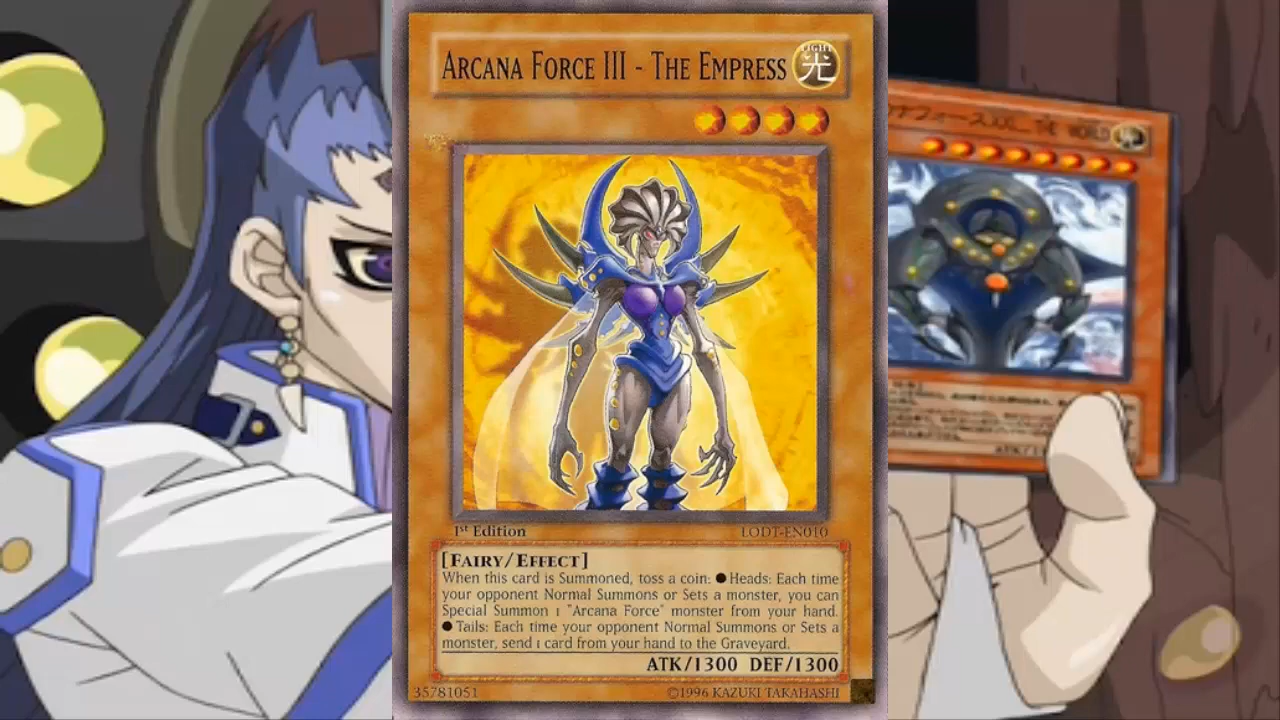 ARCANA FORCE III - THE EMPRESS
LIGHT
光
1st Edition
LODT-EN010
[FAIRY/EFFECT]
When this card is Summoned, toss a coin: ● Heads: Each time
your opponent Normal Summons or Sets a monster, you can
Special Summon 1 "Arcana Force" monster from your hand.
● Tails: Each time your opponent Normal Summons or Sets a
monster, send 1 card from your hand to the Graveyard.
ATK/1300 DEF/1300
35781051
©1996 KAZUKI TAKAHASHI
THE WORLD